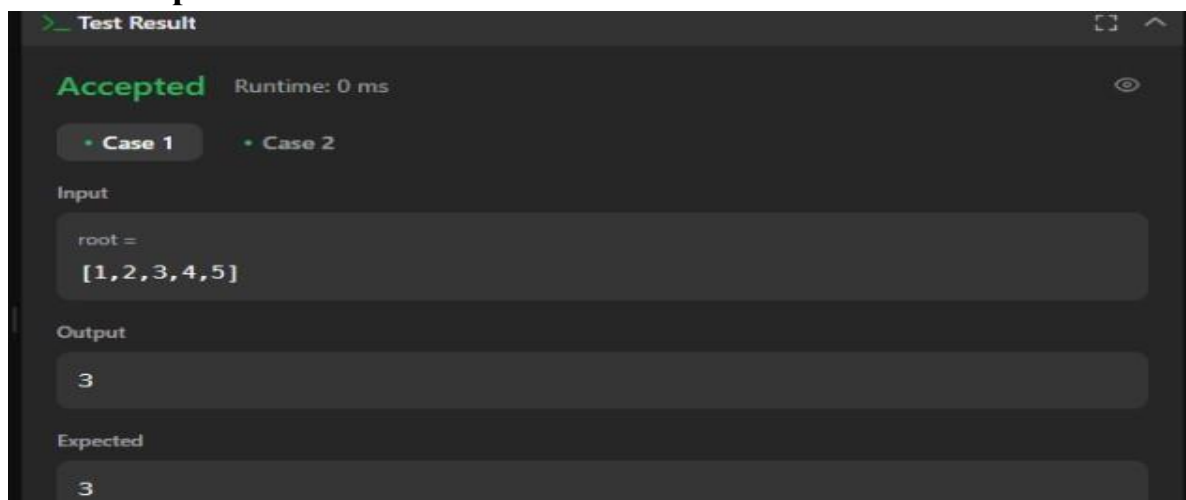 >_ Test Result
Accepted Runtime: 0 ms
• Case 1 • Case 2
Input
root =
[1,2,3,4,5]
Output
3
Expected
3